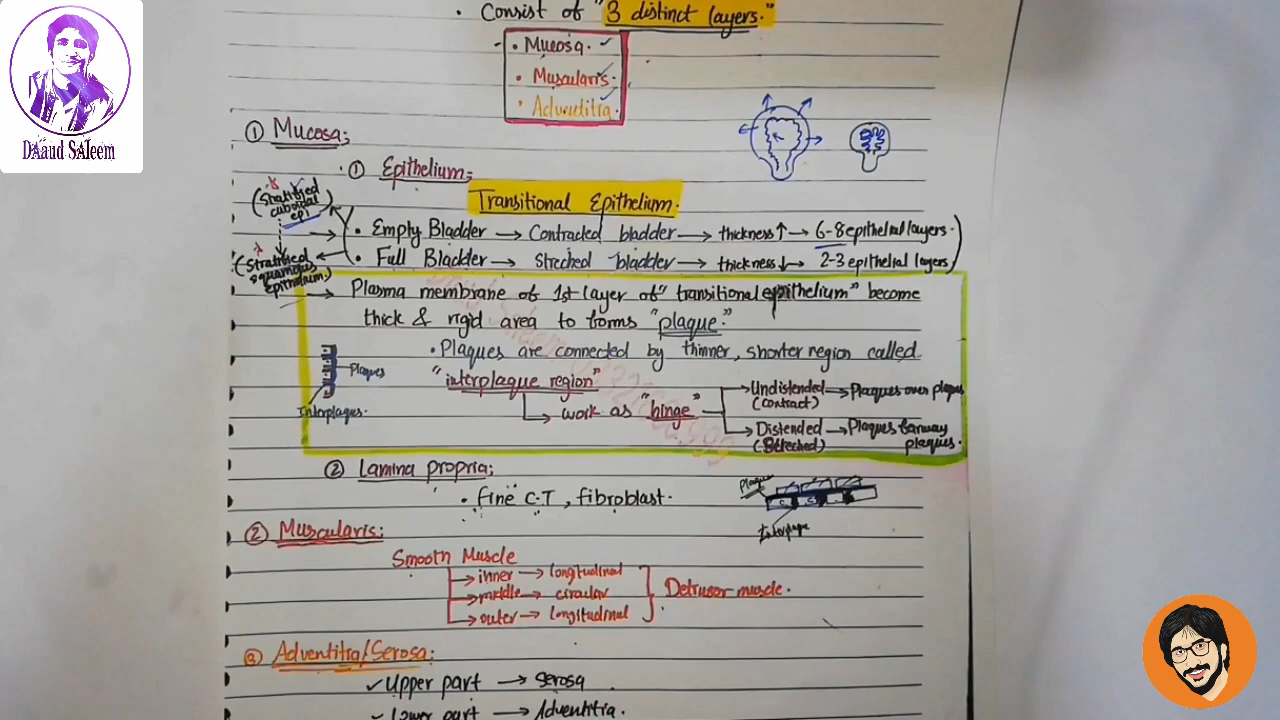 DAaud SAleem
• Consist of "3 distinct layers."
• Mucosa.
• Muscularis.
• Adventitia.
① Mucosa;
① Epithelium;
Transitional Epithelium.
(Stratified cuboidal epi)
• Empty Bladder → Contracted bladder → thickness↑ → 6-8 epithelial layers.
• Full Bladder → Streched bladder → thickness↓ → 2-3 epithelial layers)
(Stratified squamous epithelium)
→ Plasma membrane of 1st layer of "transitional epithelium" become
thick & rigid area to forms "plaque."
• Plaques are connected by thinner, shorter region called
"interplaque region"
Plaques
Interplaques.
→ work as "hinge"
→ Undistended → Plaques over plaques
(Contract)
→ Distended → Plaques
(Streched) plaques.
② Lamina propria;
• fine C.T, fibroblast.
plaque
Interplaque
② Muscularis;
Smooth Muscle
→ inner → longitudinal
→ middle → circular
→ outer → longitudinal
Detrusor muscle.
③ Adventitia/Serosa:
✓ Upper part → serosa
✓ Lower part → Adventitia.